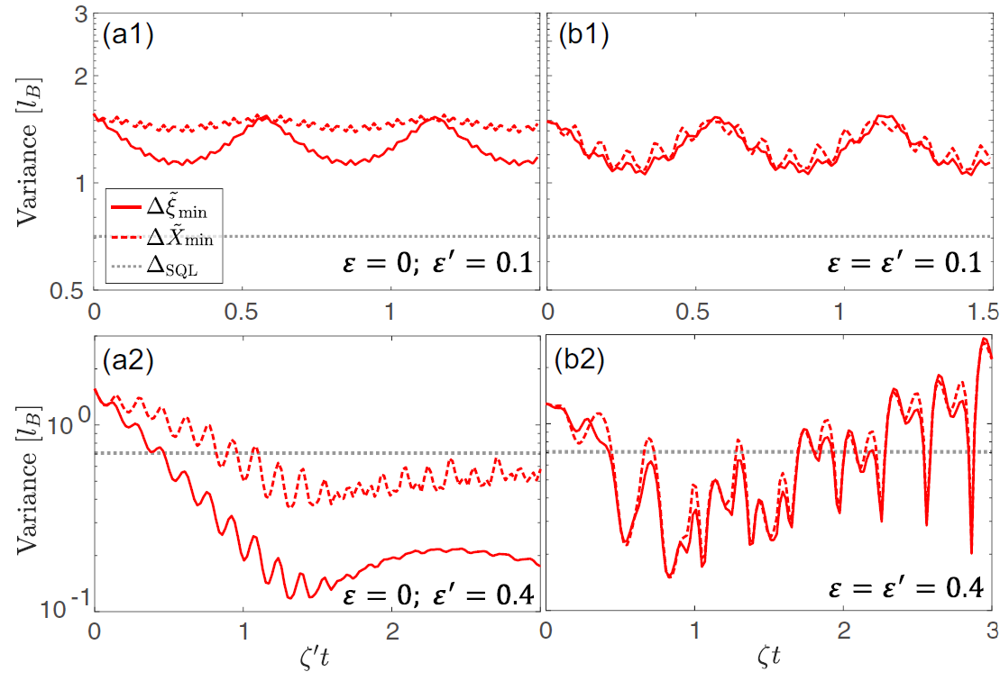 (a1)
Variance [l_B]
3
2
1
0.5
Δξ̃_min
ΔX̃_min
Δ_SQL
ε = 0; ε′ = 0.1
0
0.5
1
(b1)
ε = ε′ = 0.1
0
0.5
1
1.5
(a2)
Variance [l_B]
10^0
10^-1
ε = 0; ε′ = 0.4
0
1
2
ζ′t
(b2)
ε = ε′ = 0.4
0
1
2
3
ζt